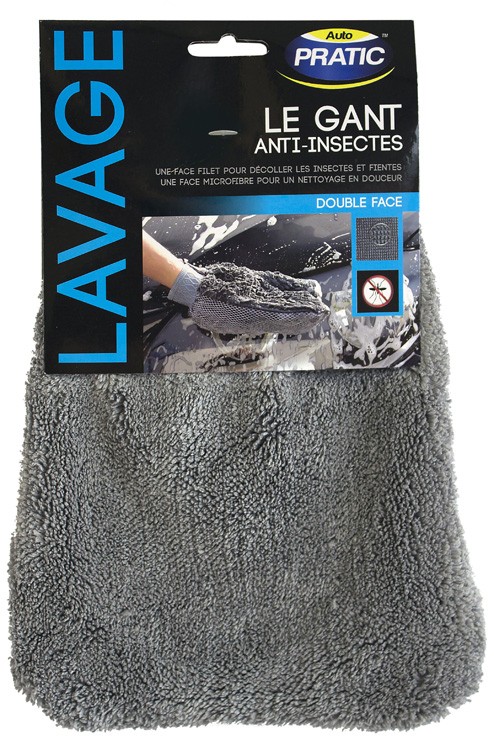 LAVAGE
Auto
PRATIC
™
LE GANT
ANTI-INSECTES
UNE-FACE FILET POUR DÉCOLLER LES INSECTES ET FIENTES
UNE FACE MICROFIBRE POUR UN NETTOYAGE EN DOUCEUR
DOUBLE FACE